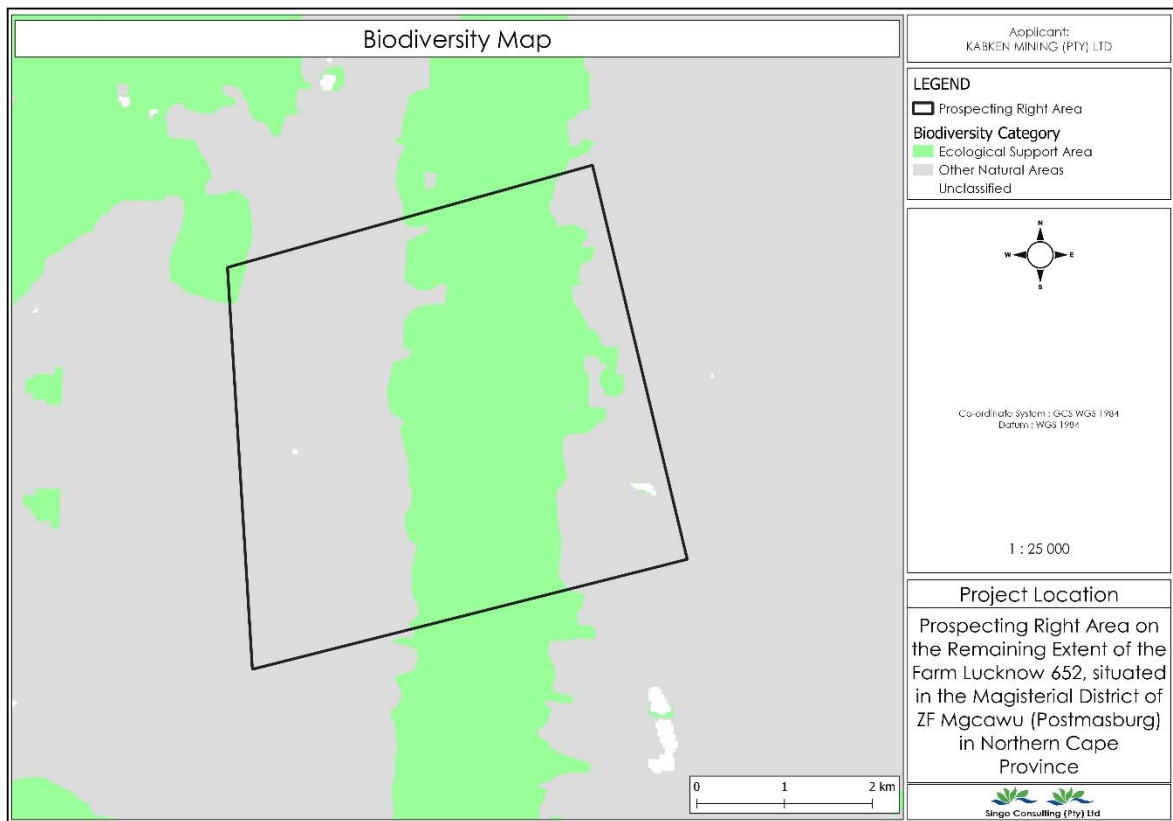 Biodiversity Map
Applicant:
KABKEN MINING (PTY) LTD
LEGEND
Prospecting Right Area
Biodiversity Category
Ecological Support Area
Other Natural Areas
Unclassified
N
W E
S
Co-ordinate System : GCS WGS 1984
Datum : WGS 1984
1 : 25 000
Project Location
Prospecting Right Area on
the Remaining Extent of the
Farm Lucknow 652, situated
in the Magisterial District of
ZF Mgcawu (Postmasburg)
in Northern Cape
Province
0 1 2 km
Singo Consulting (Pty) Ltd